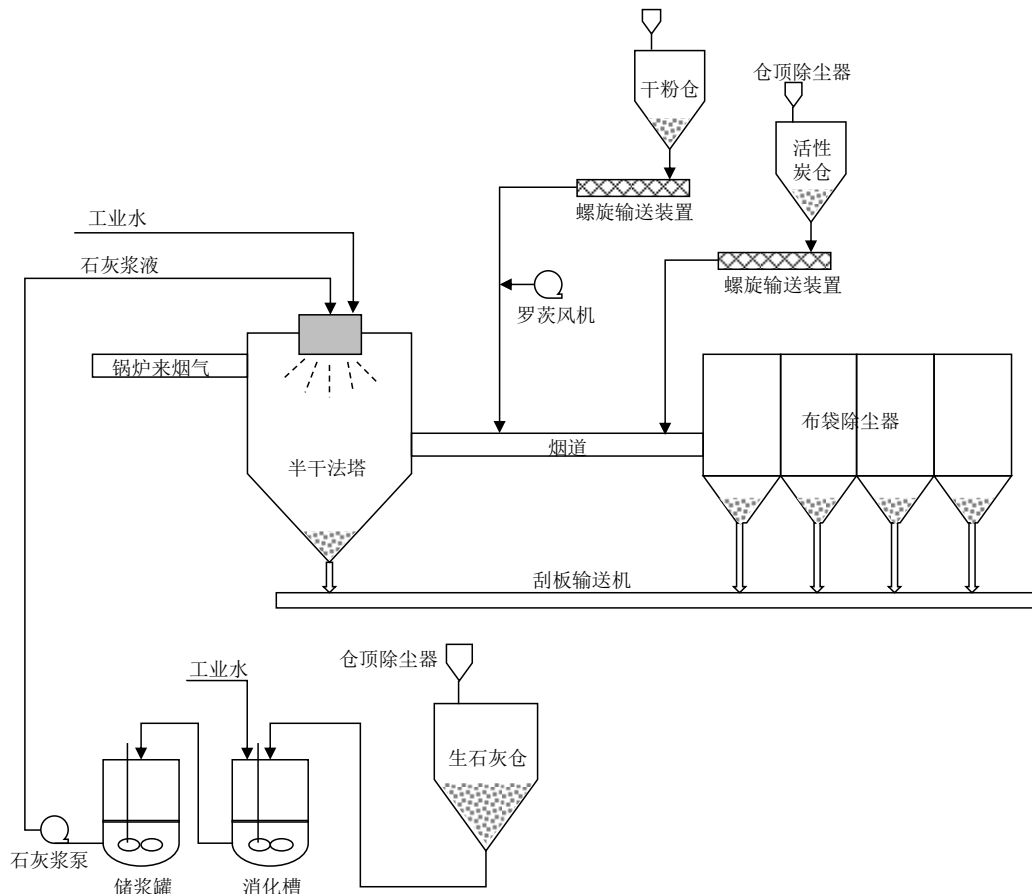 干粉仓
仓顶除尘器
活性
炭仓
螺旋输送装置
工业水
石灰浆液
螺旋输送装置
罗茨风机
锅炉来烟气
布袋除尘器
烟道
半干法塔
刮板输送机
仓顶除尘器
工业水
生石灰仓
石灰浆泵
储浆罐
消化槽